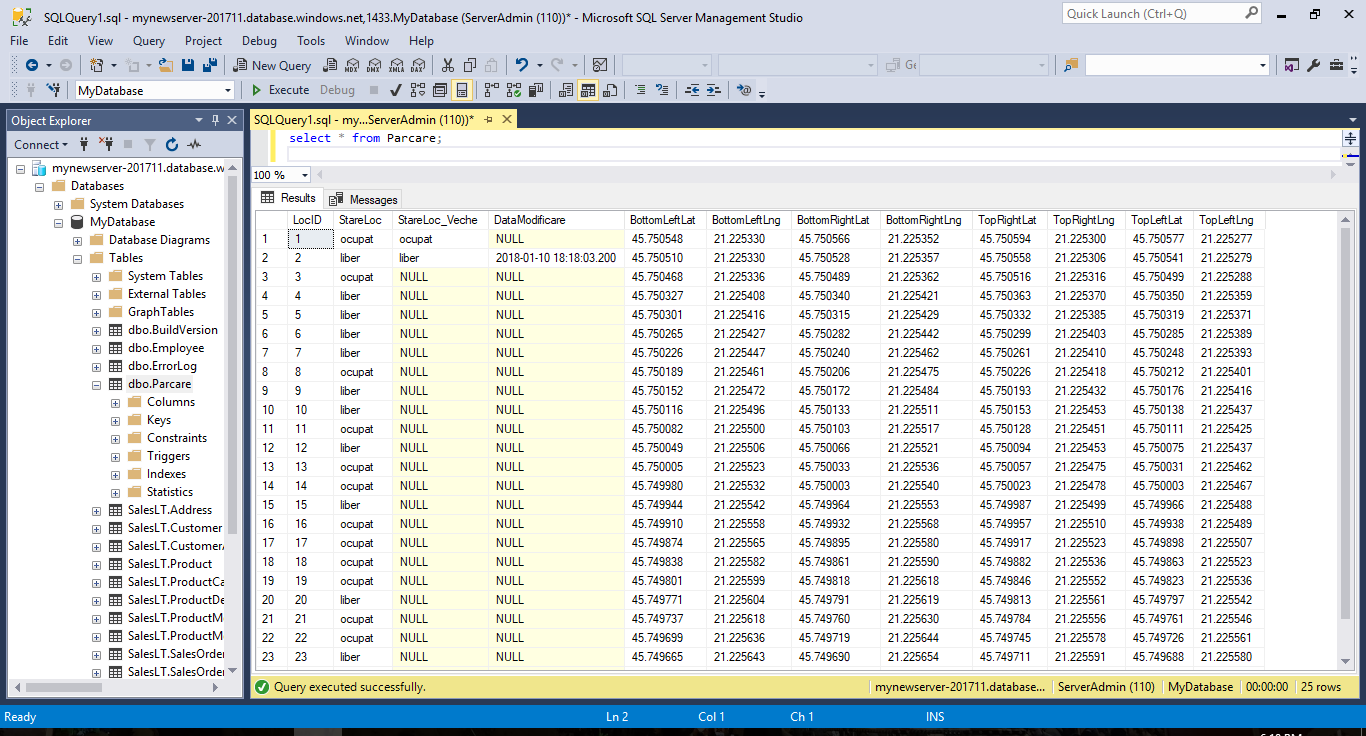 SQLQuery1.sql - mynewserver-201711.database.windows.net,1433.MyDatabase (ServerAdmin (110))* - Microsoft SQL Server Management Studio
Quick Launch (Ctrl+Q)
File Edit View Query Project Debug Tools Window Help
New Query MDX DMX XMLA DAX
MyDatabase Execute Debug
Object Explorer
Connect
mynewserver-201711.database.w
Databases
System Databases
MyDatabase
Database Diagrams
Tables
System Tables
External Tables
GraphTables
dbo.BuildVersion
dbo.Employee
dbo.ErrorLog
dbo.Parcare
Columns
Keys
Constraints
Triggers
Indexes
Statistics
SalesLT.Address
SalesLT.Customer
SalesLT.Customer
SalesLT.Product
SalesLT.ProductCa
SalesLT.ProductDe
SalesLT.ProductM
SalesLT.ProductM
SalesLT.SalesOrder
SalesLT.SalesOrder
SQLQuery1.sql - my...ServerAdmin (110))*
select * from Parcare;
100 %
Results Messages
LocID StareLoc StareLoc_Veche DataModificare BottomLeftLat BottomLeftLng BottomRightLat BottomRightLng TopRightLat TopRightLng TopLeftLat TopLeftLng
1 1 ocupat ocupat NULL 45.750548 21.225330 45.750566 21.225352 45.750594 21.225300 45.750577 21.225277
2 2 liber liber 2018-01-10 18:18:03.200 45.750510 21.225330 45.750528 21.225357 45.750558 21.225306 45.750541 21.225279
3 3 ocupat NULL NULL 45.750468 21.225336 45.750489 21.225362 45.750516 21.225316 45.750499 21.225288
4 4 liber NULL NULL 45.750327 21.225408 45.750340 21.225421 45.750363 21.225370 45.750350 21.225359
5 5 liber NULL NULL 45.750301 21.225416 45.750315 21.225429 45.750332 21.225385 45.750319 21.225371
6 6 liber NULL NULL 45.750265 21.225427 45.750282 21.225442 45.750299 21.225403 45.750285 21.225389
7 7 liber NULL NULL 45.750226 21.225447 45.750240 21.225462 45.750261 21.225410 45.750248 21.225393
8 8 ocupat NULL NULL 45.750189 21.225461 45.750206 21.225475 45.750226 21.225418 45.750212 21.225401
9 9 liber NULL NULL 45.750152 21.225472 45.750172 21.225484 45.750193 21.225432 45.750176 21.225416
10 10 liber NULL NULL 45.750116 21.225496 45.750133 21.225511 45.750153 21.225453 45.750138 21.225437
11 11 ocupat NULL NULL 45.750082 21.225500 45.750103 21.225517 45.750128 21.225451 45.750111 21.225425
12 12 liber NULL NULL 45.750049 21.225506 45.750066 21.225521 45.750094 21.225453 45.750075 21.225437
13 13 ocupat NULL NULL 45.750005 21.225523 45.750033 21.225536 45.750057 21.225475 45.750031 21.225462
14 14 ocupat NULL NULL 45.749980 21.225532 45.750003 21.225540 45.750023 21.225478 45.750003 21.225467
15 15 liber NULL NULL 45.749944 21.225542 45.749964 21.225553 45.749987 21.225499 45.749966 21.225488
16 16 ocupat NULL NULL 45.749910 21.225558 45.749932 21.225568 45.749957 21.225510 45.749938 21.225489
17 17 ocupat NULL NULL 45.749874 21.225565 45.749895 21.225580 45.749917 21.225523 45.749898 21.225507
18 18 ocupat NULL NULL 45.749838 21.225582 45.749861 21.225590 45.749882 21.225536 45.749863 21.225523
19 19 ocupat NULL NULL 45.749801 21.225599 45.749818 21.225618 45.749846 21.225552 45.749823 21.225536
20 20 liber NULL NULL 45.749771 21.225604 45.749791 21.225619 45.749813 21.225561 45.749797 21.225542
21 21 ocupat NULL NULL 45.749737 21.225618 45.749760 21.225630 45.749784 21.225556 45.749761 21.225546
22 22 ocupat NULL NULL 45.749699 21.225636 45.749719 21.225644 45.749745 21.225578 45.749726 21.225561
23 23 liber NULL NULL 45.749665 21.225643 45.749690 21.225654 45.749711 21.225591 45.749688 21.225580
Query executed successfully. mynewserver-201711.database... ServerAdmin (110) MyDatabase 00:00:00 25 rows
Ready Ln 2 Col 1 Ch 1 INS